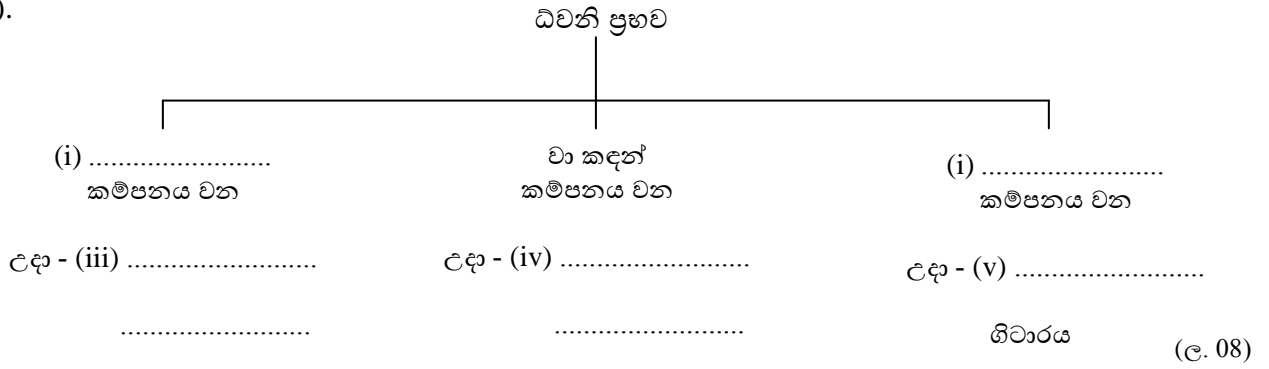 ).
ධ්වනි ප්‍රභව
(i) .........................
කම්පනය වන
වා කඳන්
කම්පනය වන
(i) .........................
කම්පනය වන
උදා - (iii) ..........................
..........................
උදා - (iv) ..........................
..........................
උදා - (v) ..........................
ගිටාරය
(ල. 08)